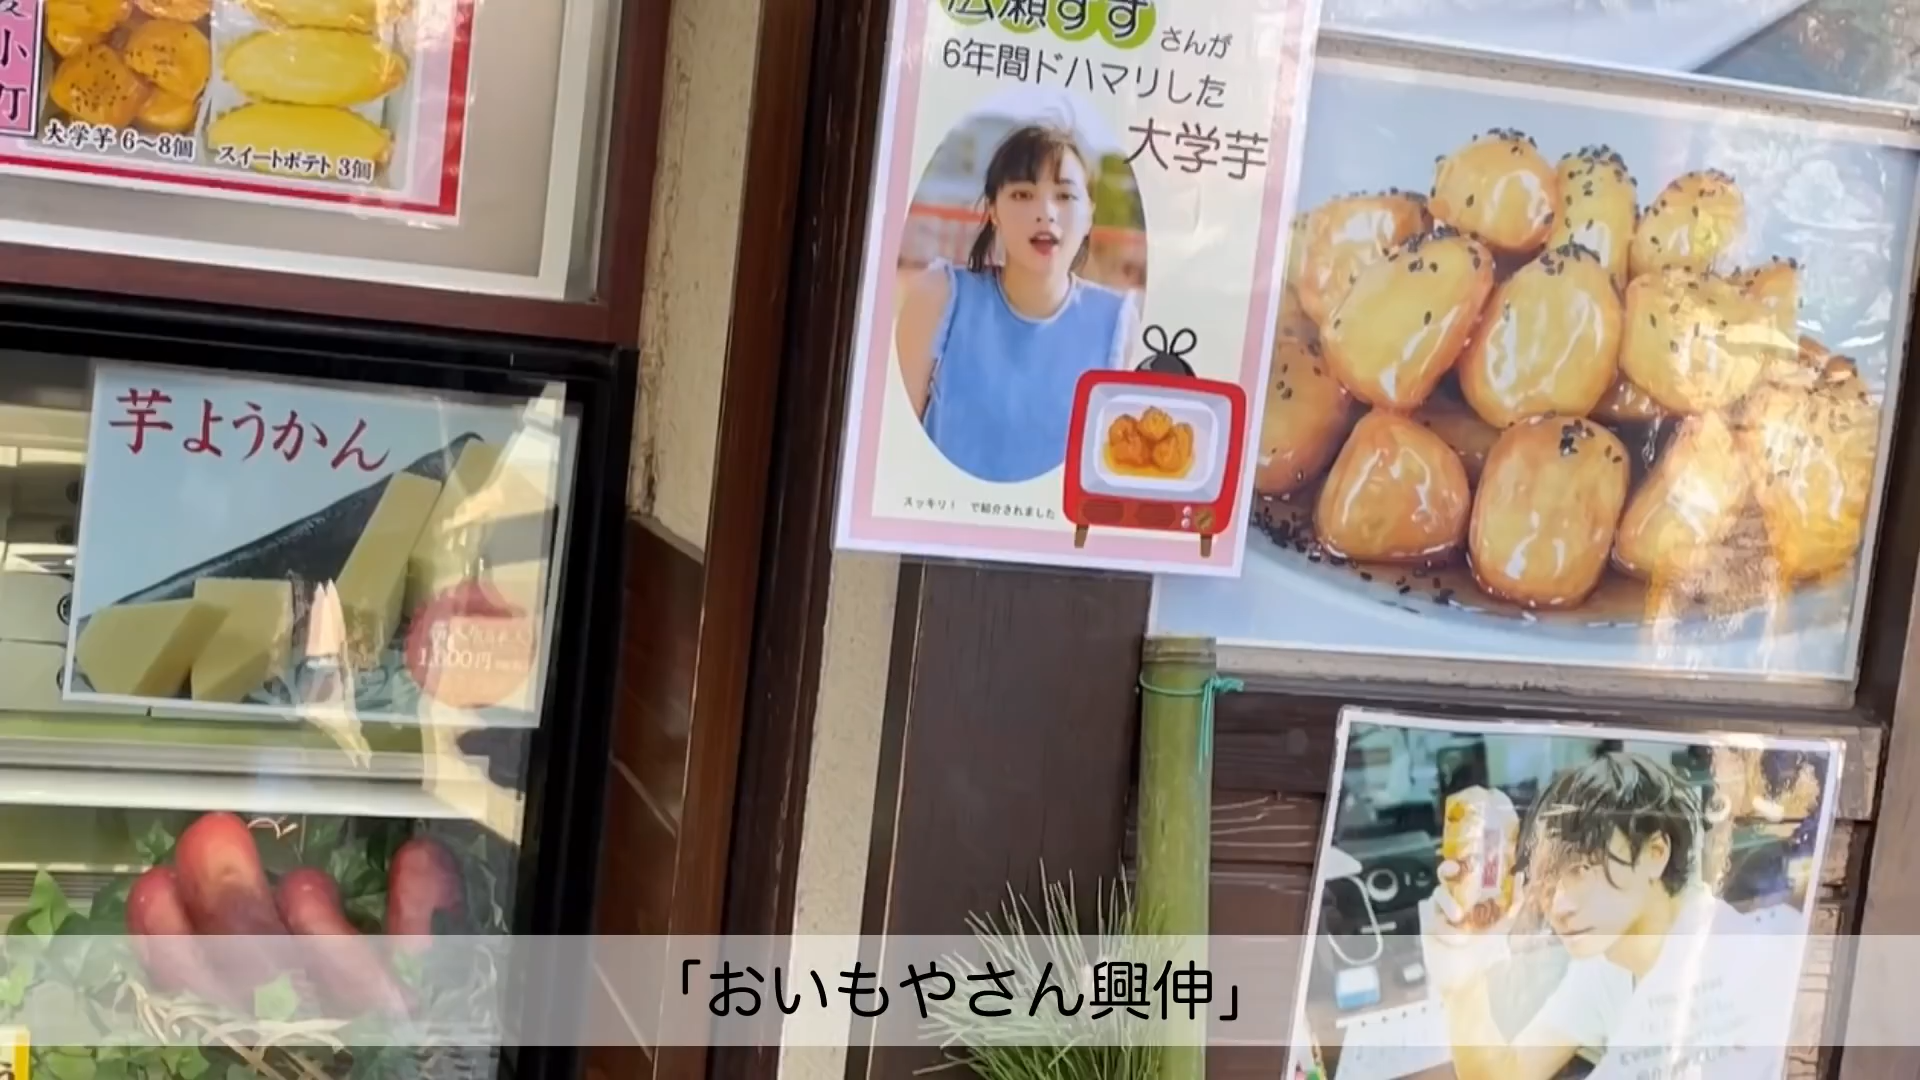 小町
大学芋 6〜8個
スイートポテト 3個
広瀬すず さんが
6年間ドハマリした
大学芋
スッキリ！ で紹介されました
芋ようかん
1,000円
「おいもやさん興伸」